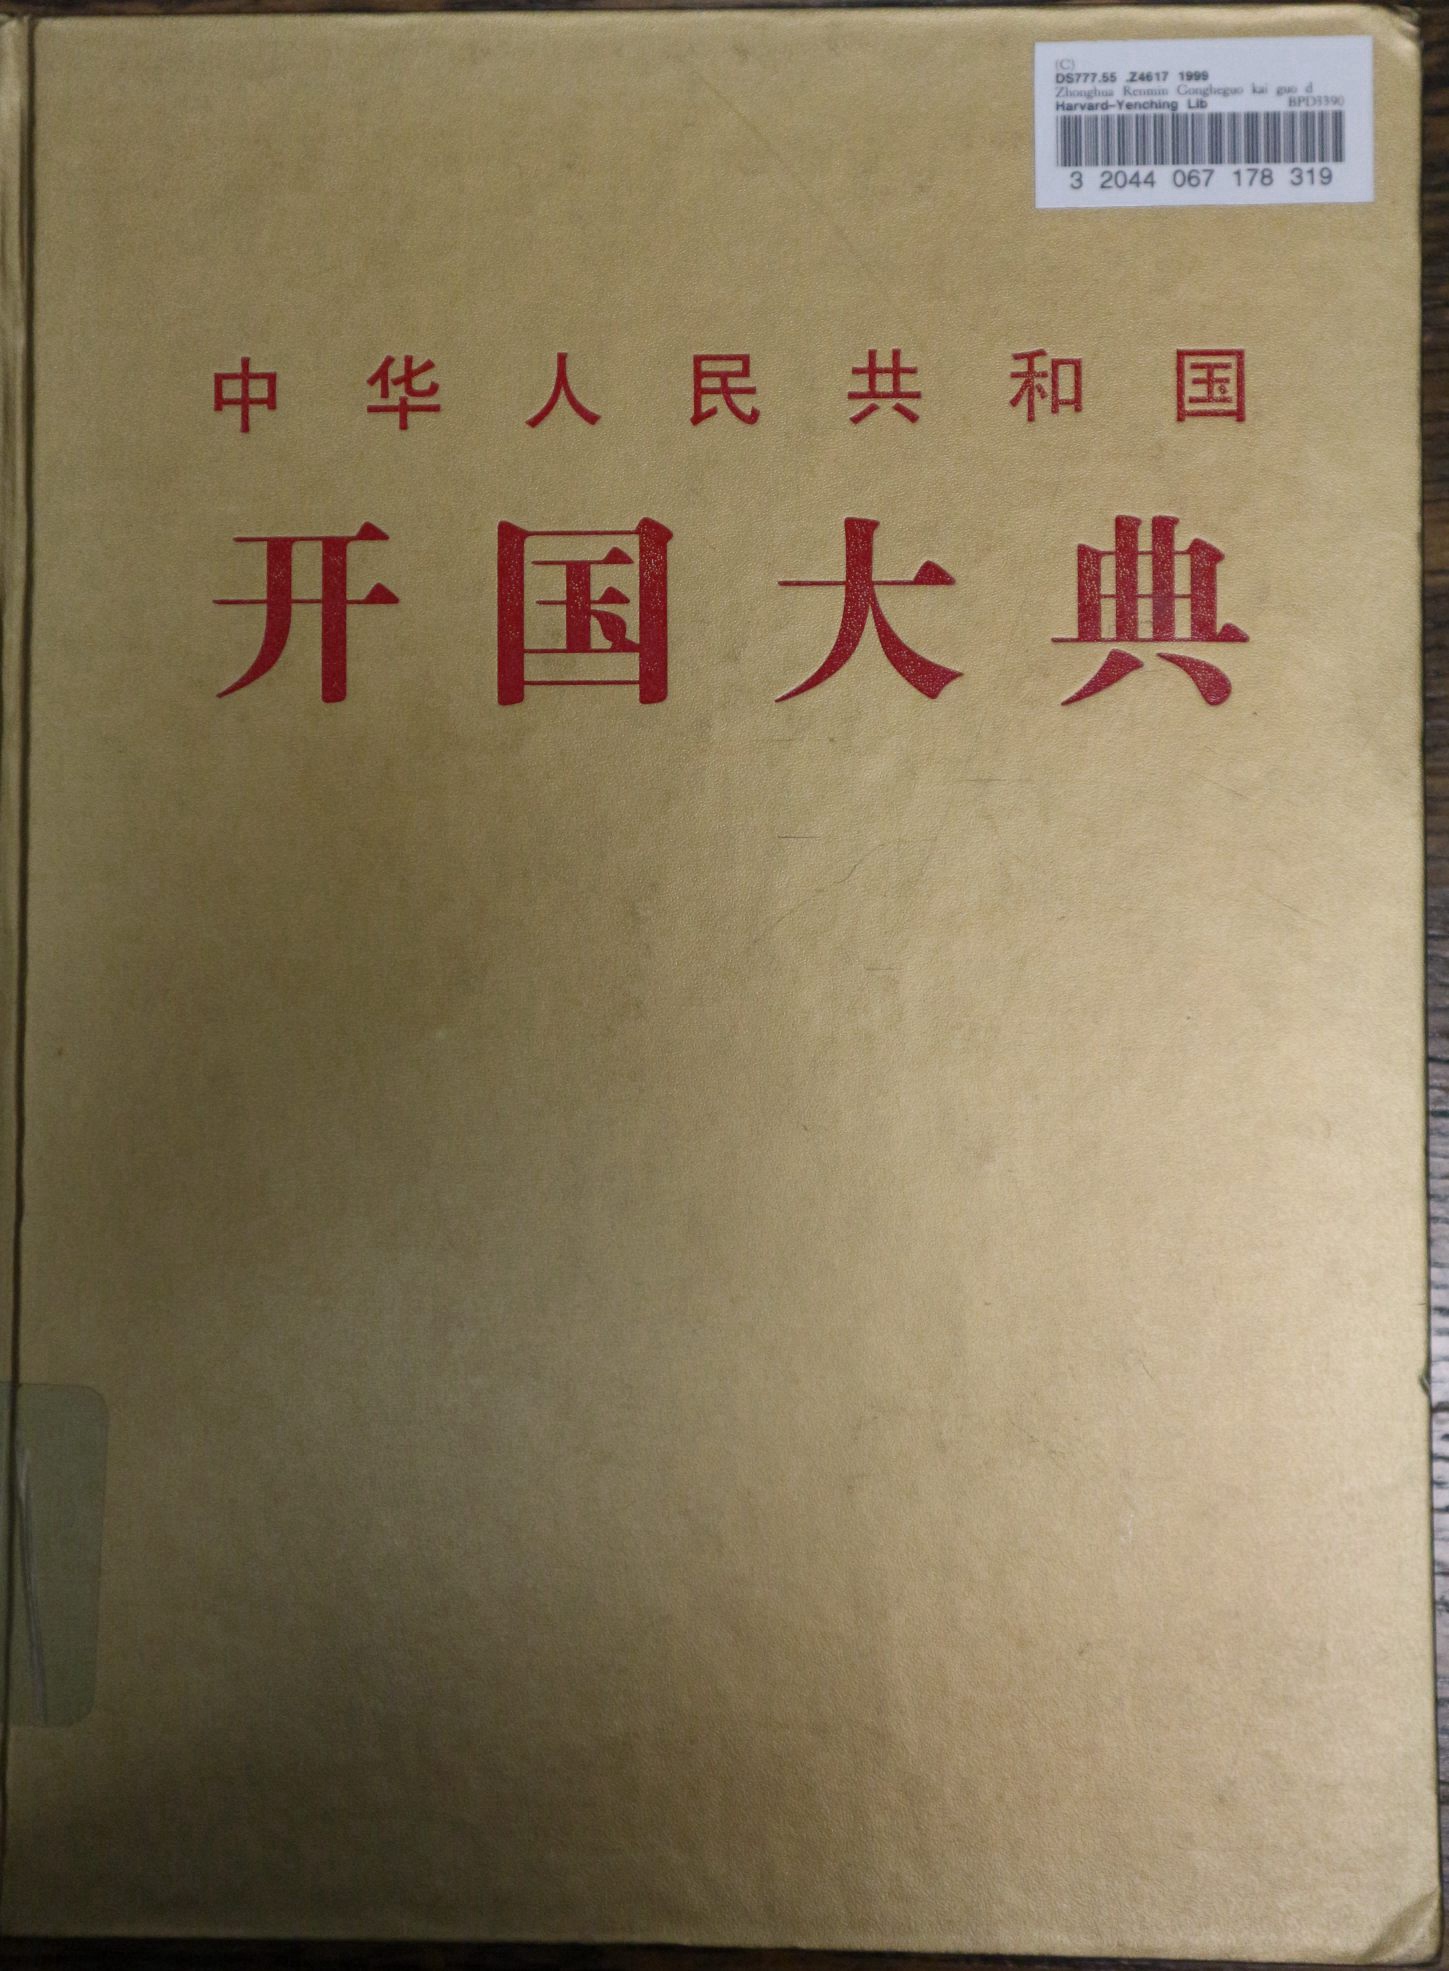 (C)
DS777.55 .Z4617 1999
Zhonghua Renmin Gongheguo kai guo d
Harvard-Yenching Lib BPD3390
3 2044 067 178 319
中华人民共和国
开国大典